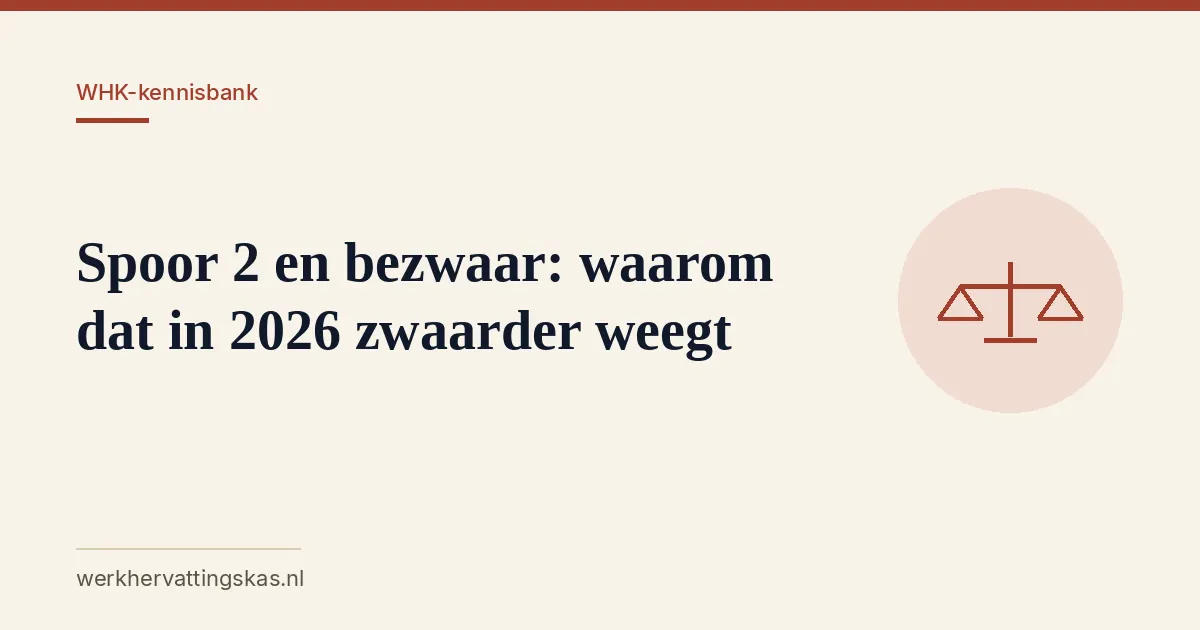 WHK-kennisbank
Spoor 2 en bezwaar: waarom
dat in 2026 zwaarder weegt
werkhervattingskas.nl